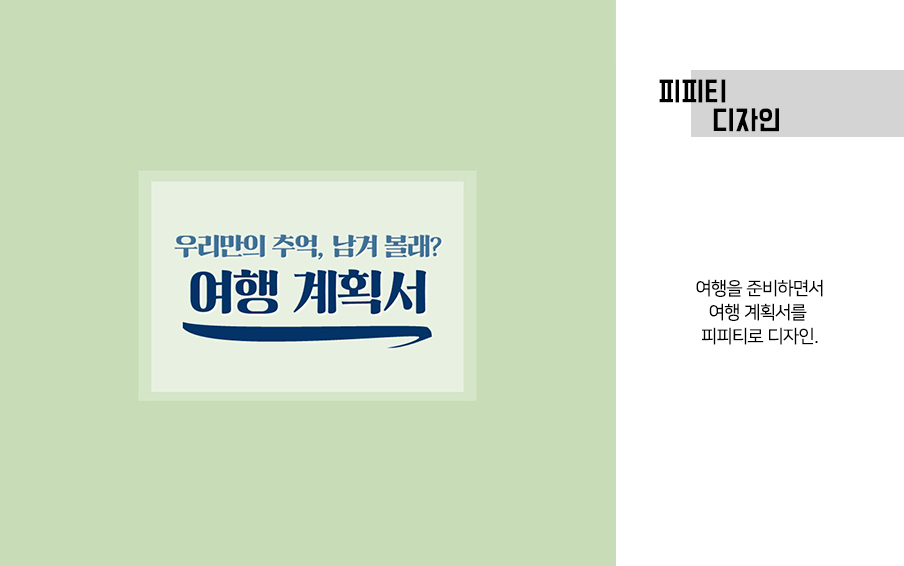 우리만의 추억, 남겨 볼래?
여행 계획서
피피티
디자인
여행을 준비하면서
여행 계획서를
피피티로 디자인.